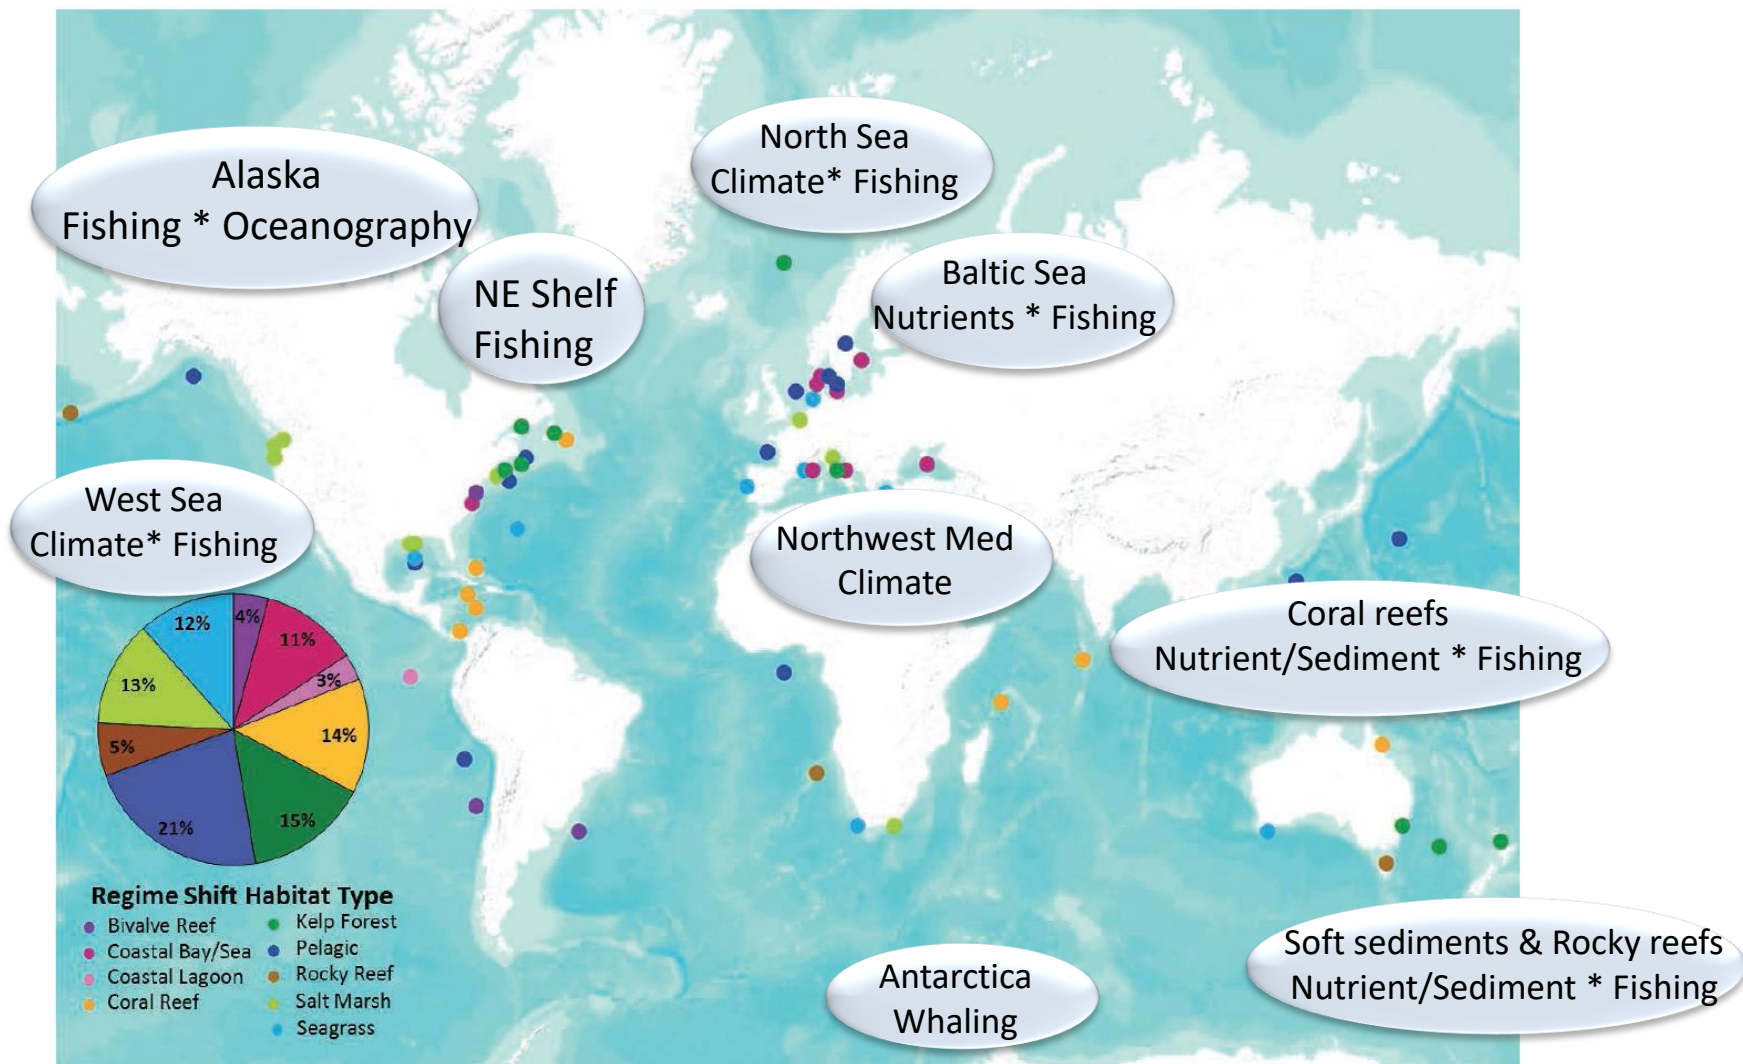 North Sea
Climate* Fishing
Alaska
Fishing * Oceanography
NE Shelf
Fishing
Baltic Sea
Nutrients * Fishing
West Sea
Climate* Fishing
Northwest Med
Climate
Coral reefs
Nutrient/Sediment * Fishing
4%
11%
3%
14%
15%
21%
5%
13%
12%
Regime Shift Habitat Type
Bivalve Reef
Coastal Bay/Sea
Coastal Lagoon
Coral Reef
Kelp Forest
Pelagic
Rocky Reef
Salt Marsh
Seagrass
Antarctica
Whaling
Soft sediments & Rocky reefs
Nutrient/Sediment * Fishing